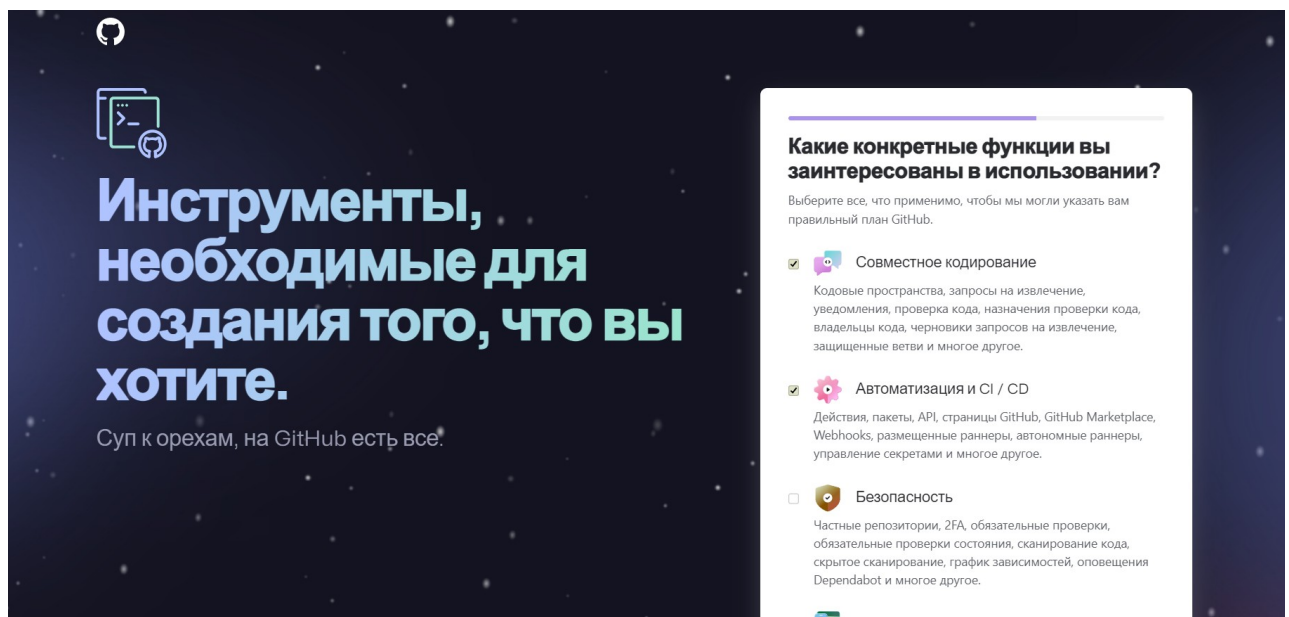 Инструменты,
необходимые для
создания того, что вы
хотите.
Суп к орехам, на GitHub есть все.
Какие конкретные функции вы
заинтересованы в использовании?
Выберите все, что применимо, чтобы мы могли указать вам
правильный план GitHub.
Совместное кодирование
Кодовые пространства, запросы на извлечение,
уведомления, проверка кода, назначения проверки кода,
владельцы кода, черновики запросов на извлечение,
защищенные ветви и многое другое.
Автоматизация и CI / CD
Действия, пакеты, API, страницы GitHub, GitHub Marketplace,
Webhooks, размещенные раннеры, автономные раннеры,
управление секретами и многое другое.
Безопасность
Частные репозитории, 2FA, обязательные проверки,
обязательные проверки состояния, сканирование кода,
скрытое сканирование, график зависимостей, оповещения
Dependabot и многое другое.